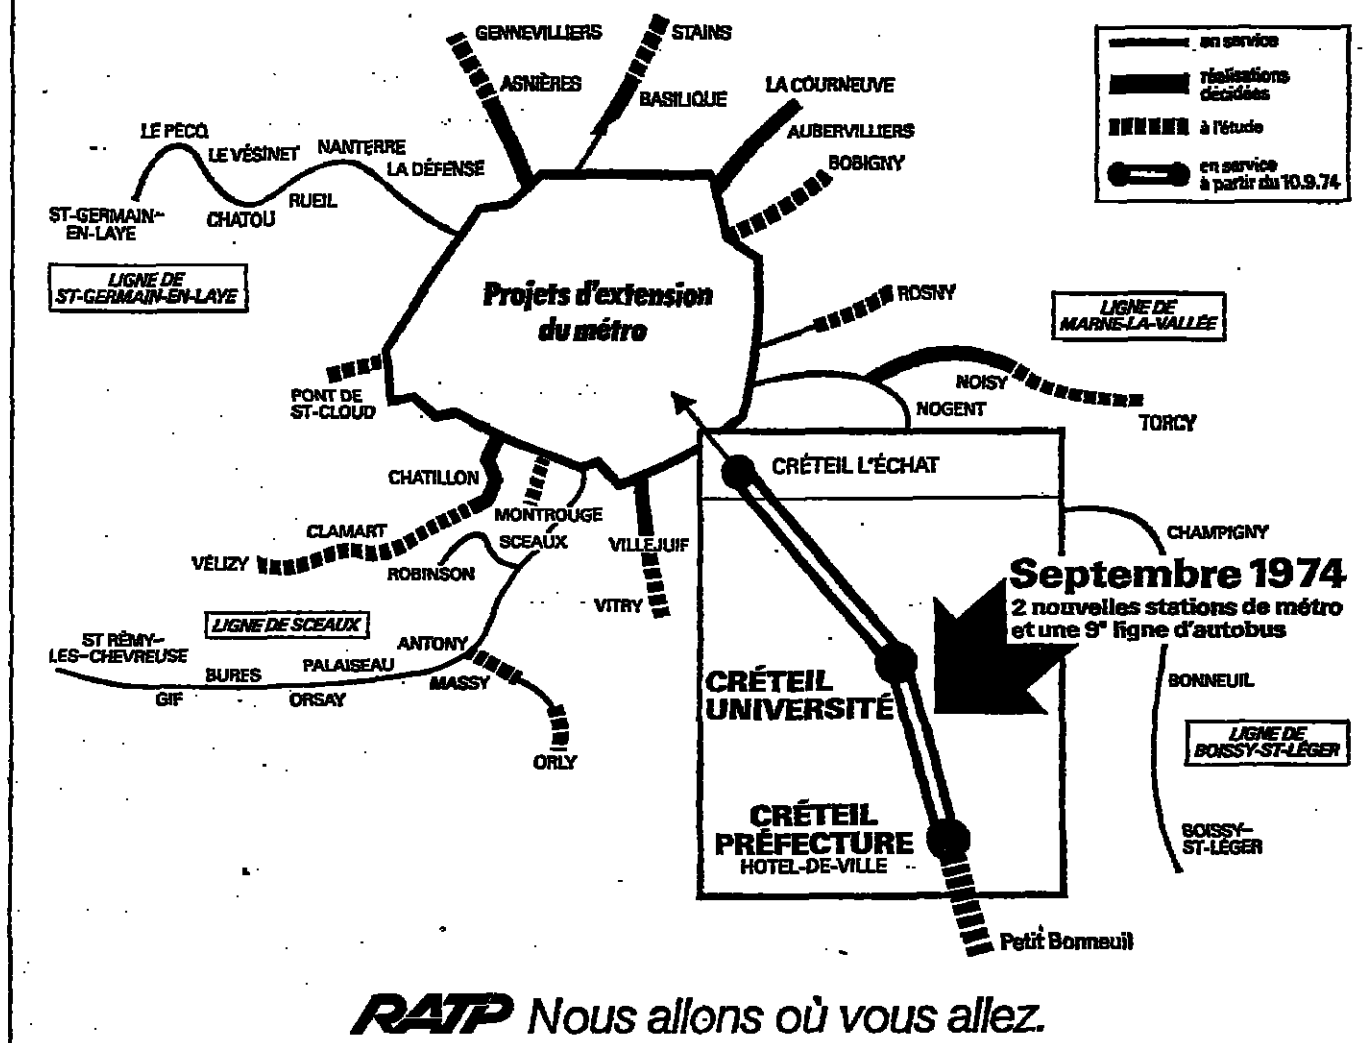 GENNEVILLIERS
STAINS
ASNIÈRES
BASILIQUE
LA COURNEUVE
AUBERVILLIERS
BOBIGNY
en service
réalisations
décidées
à l'étude
en service
à partir du 10.9.74
LE PECQ
LE VÉSINET
NANTERRE
LA DÉFENSE
ST-GERMAIN-
EN-LAYE
CHATOU
RUEIL
LIGNE DE
ST-GERMAIN-EN-LAYE
Projets d'extension
du métro
ROSNY
LIGNE DE
MARNE-LA-VALLÉE
PONT DE
ST-CLOUD
NOISY
NOGENT
TORCY
CHATILLON
CRÉTEIL L'ÉCHAT
CLAMART
MONTROUGE
SCEAUX
VILLEJUIF
VÉLIZY
ROBINSON
VITRY
CHAMPIGNY
Septembre 1974
2 nouvelles stations de métro
et une 9e ligne d'autobus
LIGNE DE SCEAUX
ST RÉMY-
LES-CHEVREUSE
BURES
PALAISEAU
ANTONY
MASSY
GIF
ORSAY
ORLY
CRÉTEIL
UNIVERSITÉ
BONNEUIL
LIGNE DE
BOISSY-ST-LÉGER
CRÉTEIL
PRÉFECTURE
HOTEL-DE-VILLE
BOISSY-
ST-LÉGER
Petit Bonneuil
RATP Nous allons où vous allez.